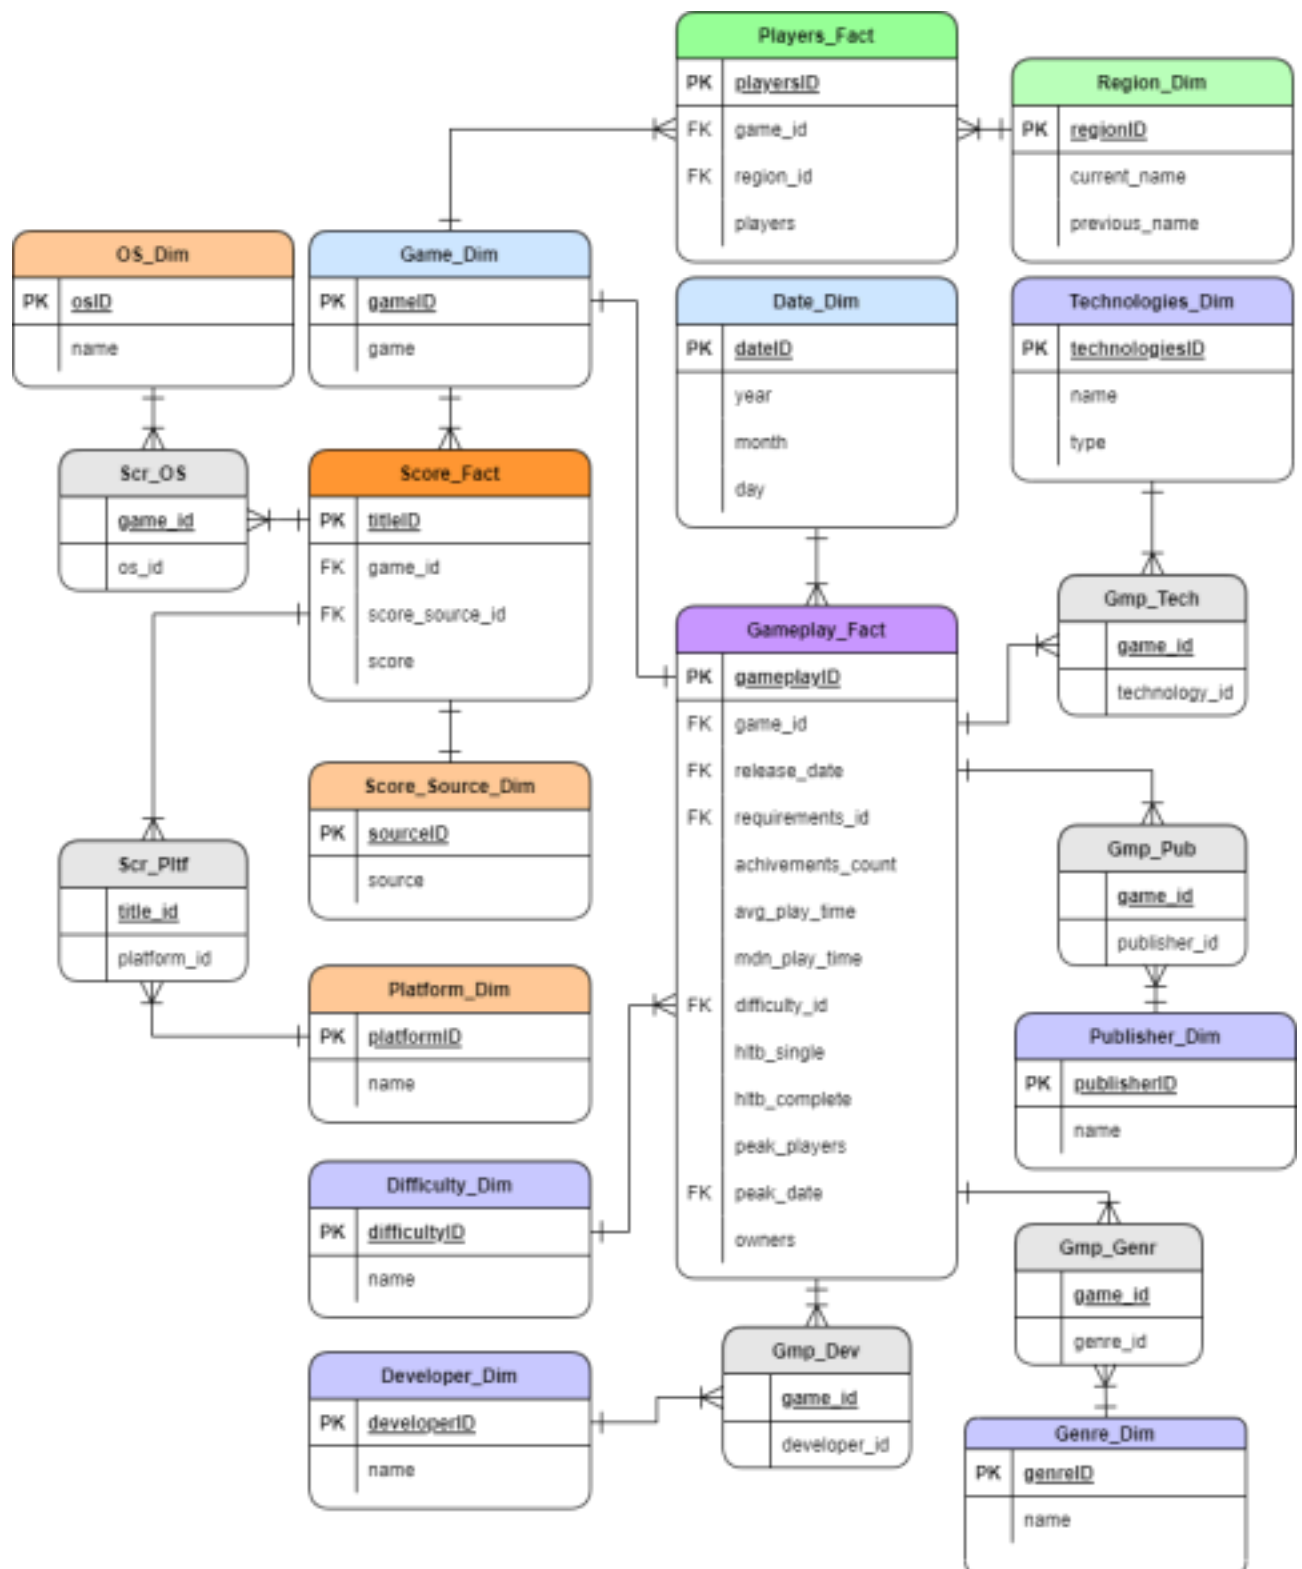 Players_Fact
PK playersID
FK game_id
FK region_id
players
Region_Dim
PK regionID
current_name
previous_name
OS_Dim
PK osID
name
Game_Dim
PK gameID
game
Date_Dim
PK dateID
year
month
day
Technologies_Dim
PK technologiesID
name
type
Scr_OS
game_id
os_id
Score_Fact
PK titleID
FK game_id
FK score_source_id
score
Gmp_Tech
game_id
technology_id
Gameplay_Fact
PK gameplayID
FK game_id
FK release_date
FK requirements_id
achivements_count
avg_play_time
mdn_play_time
FK difficulty_id
hltb_single
hltb_complete
peak_players
FK peak_date
owners
Score_Source_Dim
PK sourceID
source
Scr_Pltf
title_id
platform_id
Gmp_Pub
game_id
publisher_id
Platform_Dim
PK platformID
name
Publisher_Dim
PK publisherID
name
Difficulty_Dim
PK difficultyID
name
Gmp_Genr
game_id
genre_id
Developer_Dim
PK developerID
name
Gmp_Dev
game_id
developer_id
Genre_Dim
PK genreID
name